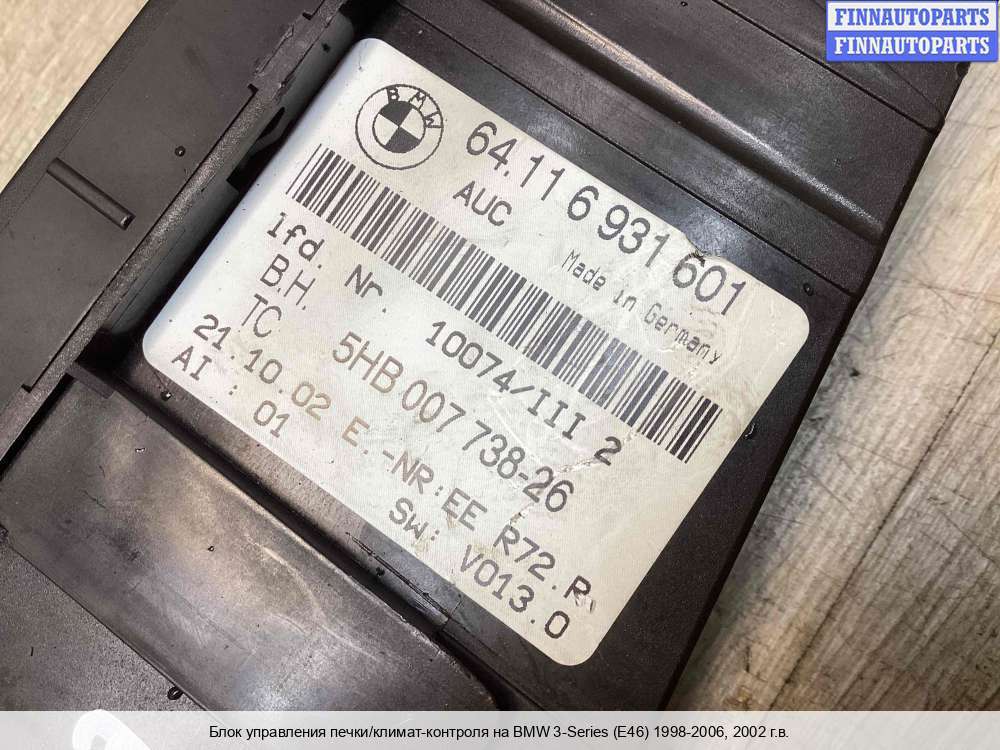 FINNAUTOPARTS
FINNAUTOPARTS
BMW
64.11 6 931 601
AUC
Made in Germany
lfd. Nr. 10074/III 2
B.H.
TC 5HB 007 738-26
21.10.02 E.-NR:EE R72.R
AI : 01 SW: V013.0
Блок управления печки/климат-контроля на BMW 3-Series (E46) 1998-2006, 2002 г.в.